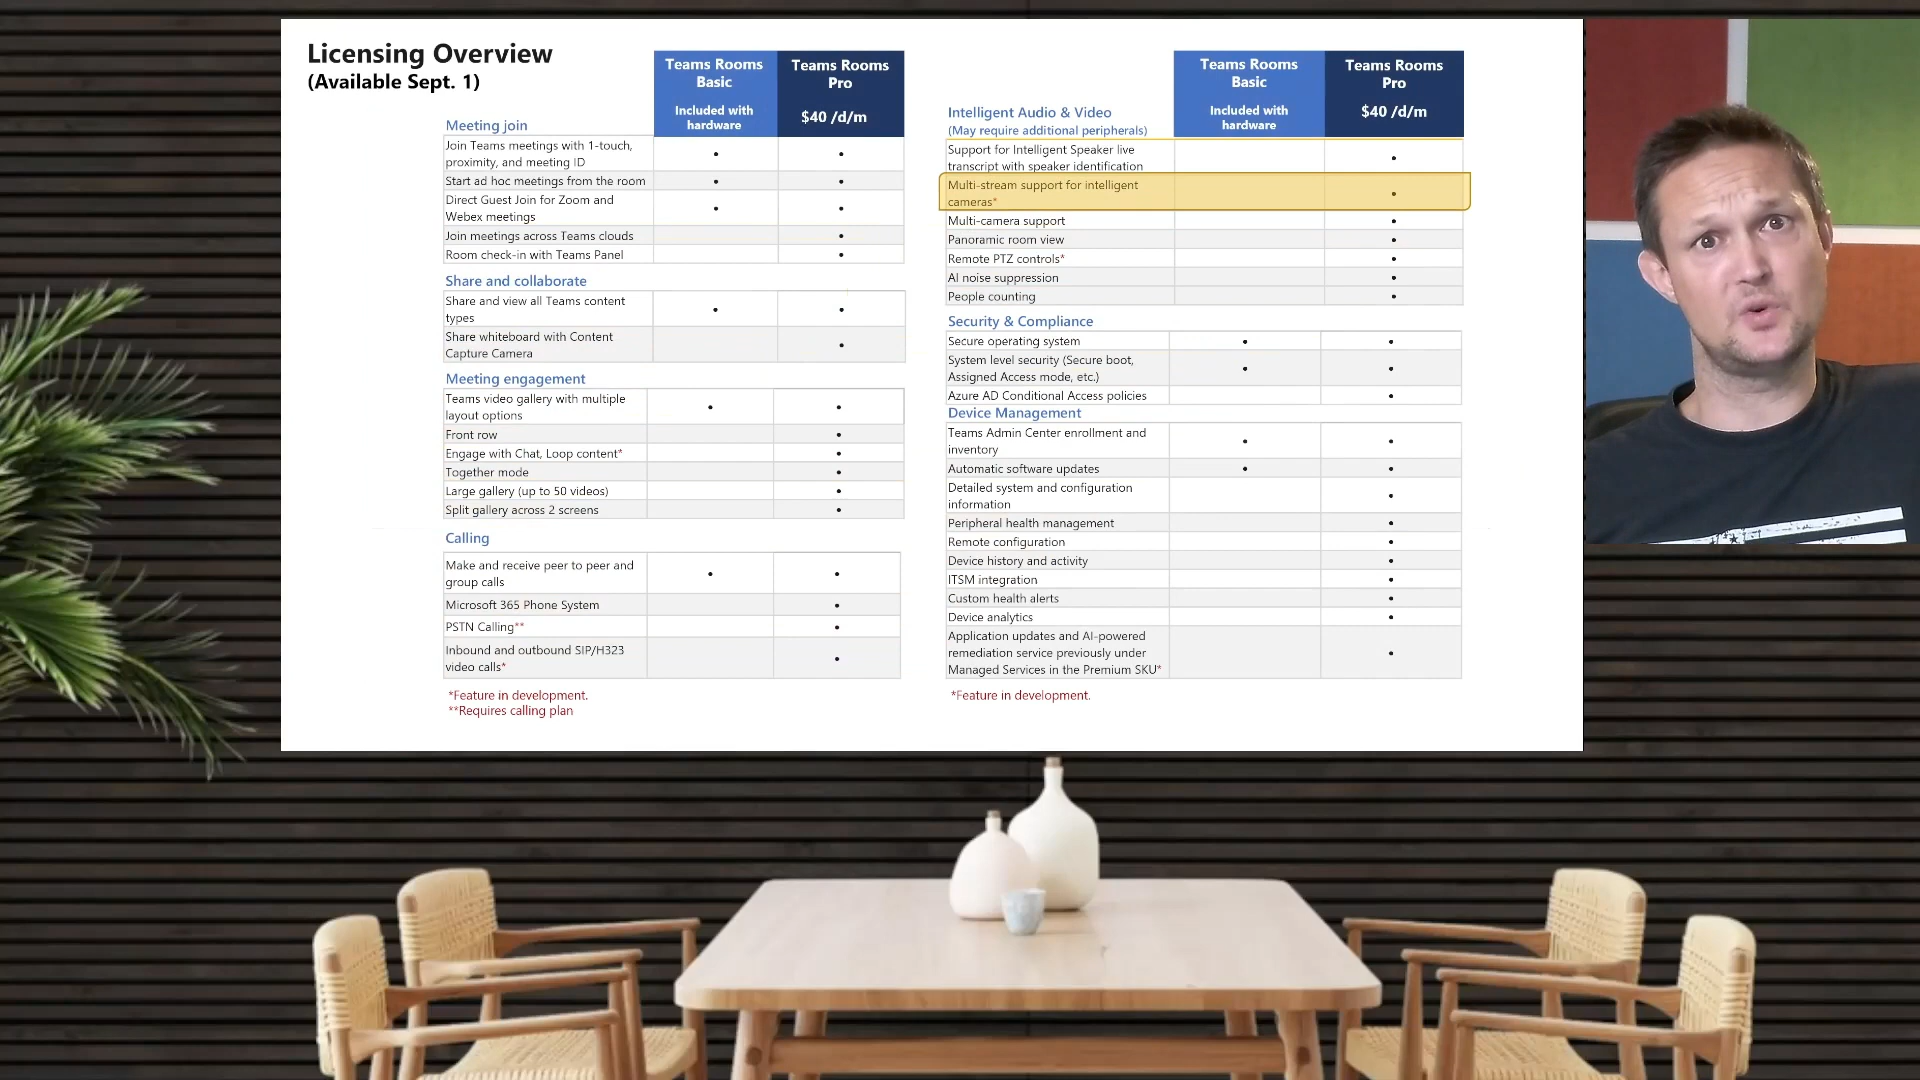 Licensing Overview
(Available Sept. 1)
Teams Rooms
Basic
Included with
hardware
Teams Rooms
Pro
$40 /d/m
Meeting join
Join Teams meetings with 1-touch,
proximity, and meeting ID
Start ad hoc meetings from the room
Direct Guest Join for Zoom and
Webex meetings
Join meetings across Teams clouds
Room check-in with Teams Panel
Share and collaborate
Share and view all Teams content
types
Share whiteboard with Content
Capture Camera
Meeting engagement
Teams video gallery with multiple
layout options
Front row
Engage with Chat, Loop content*
Together mode
Large gallery (up to 50 videos)
Split gallery across 2 screens
Calling
Make and receive peer to peer and
group calls
Microsoft 365 Phone System
PSTN Calling**
Inbound and outbound SIP/H323
video calls*
*Feature in development.
**Requires calling plan
Teams Rooms
Basic
Included with
hardware
Teams Rooms
Pro
$40 /d/m
Intelligent Audio & Video
(May require additional peripherals)
Support for Intelligent Speaker live
transcript with speaker identification
Multi-stream support for intelligent
cameras*
Multi-camera support
Panoramic room view
Remote PTZ controls*
AI noise suppression
People counting
Security & Compliance
Secure operating system
System level security (Secure boot,
Assigned Access mode, etc.)
Azure AD Conditional Access policies
Device Management
Teams Admin Center enrollment and
inventory
Automatic software updates
Detailed system and configuration
information
Peripheral health management
Remote configuration
Device history and activity
ITSM integration
Custom health alerts
Device analytics
Application updates and AI-powered
remediation service previously under
Managed Services in the Premium SKU*
*Feature in development.